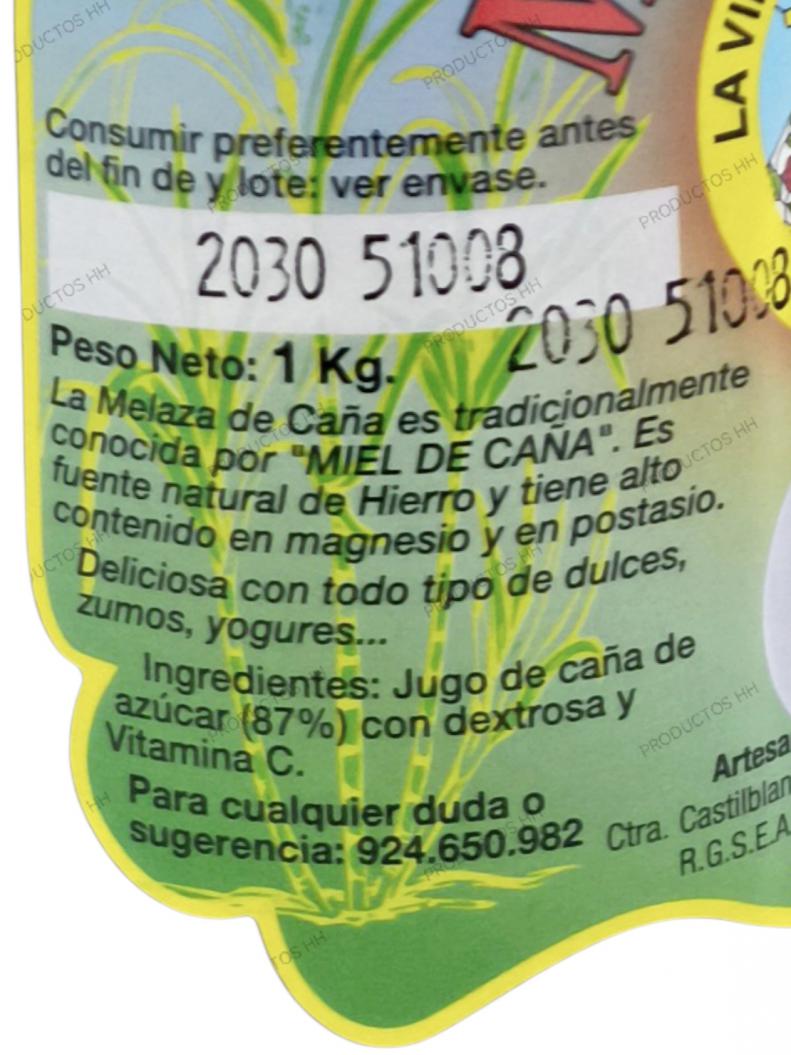 LA VI
Consumir preferentemente antes
del fin de y lote: ver envase.
2030 51008
2030 51008
Peso Neto: 1 Kg.
La Melaza de Caña es tradicionalmente
conocida por "MIEL DE CAÑA". Es
fuente natural de Hierro y tiene alto
contenido en magnesio y en postasio.
Deliciosa con todo tipo de dulces,
zumos, yogures...
Ingredientes: Jugo de caña de
azúcar (87%) con dextrosa y
Vitamina C.
Para cualquier duda o
sugerencia: 924.650.982
Artesa
Ctra. Castilblan
R.G.S.E.A
PRODUCTOS HH